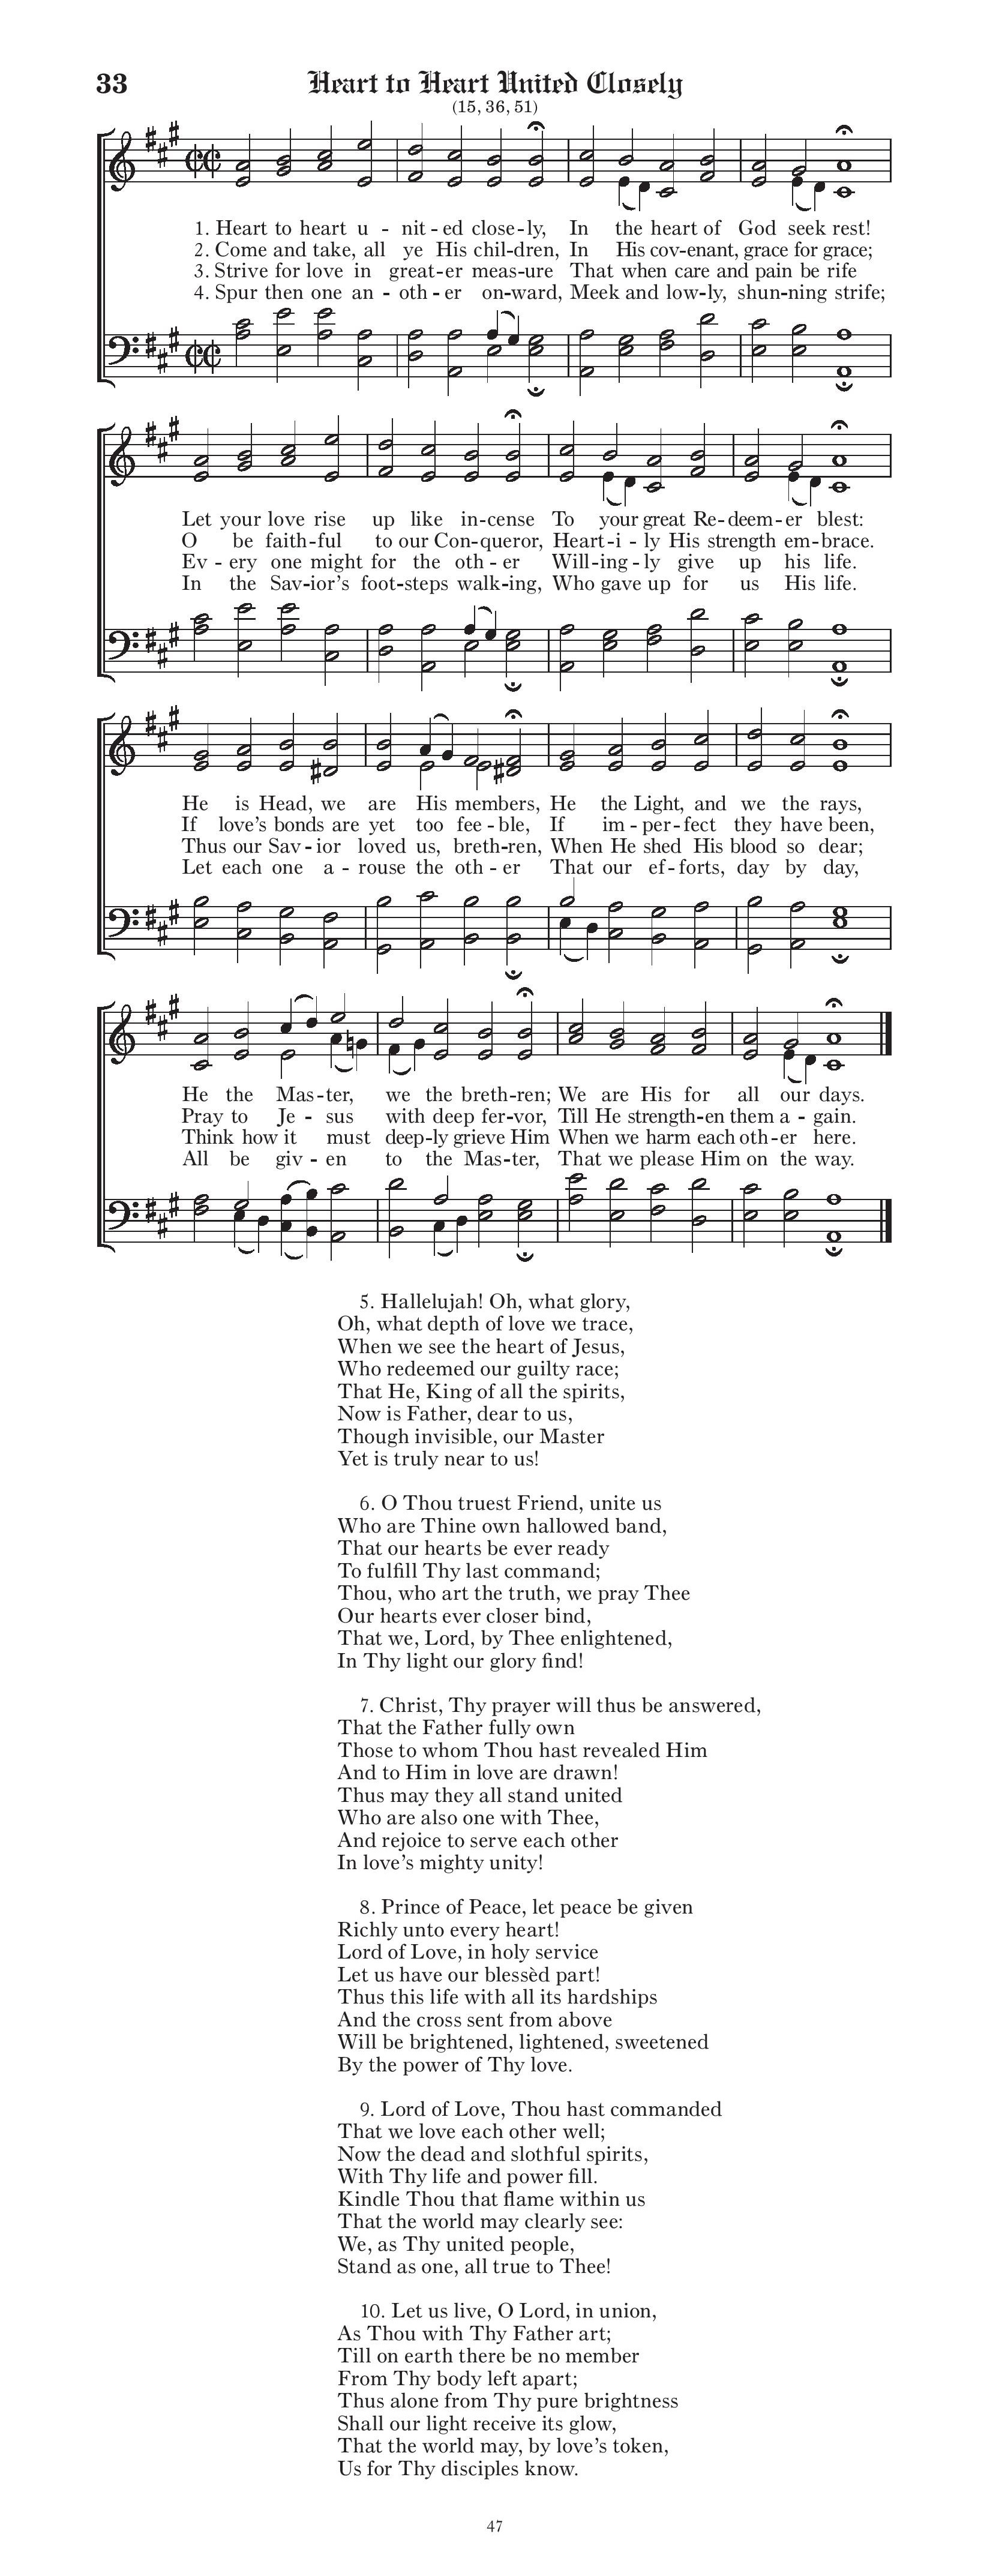 33
Heart to Heart United Closely
(15, 36, 51)
1. Heart to heart u - nit - ed close - ly, In the heart of God seek rest!
2. Come and take, all ye His chil - dren, In His cov - enant, grace for grace;
3. Strive for love in great - er meas - ure That when care and pain be rife
4. Spur then one an - oth - er on - ward, Meek and low - ly, shun - ning strife;
Let your love rise up like in - cense To your great Re - deem - er blest:
O be faith - ful to our Con - queror, Heart - i - ly His strength em - brace.
Ev - ery one might for the oth - er Will - ing - ly give up his life.
In the Sav - ior's foot - steps walk - ing, Who gave up for us His life.
He is Head, we are His members, He the Light, and we the rays,
If love's bonds are yet too fee - ble, If im - per - fect they have been,
Thus our Sav - ior loved us, breth - ren, When He shed His blood so dear;
Let each one a - rouse the oth - er That our ef - forts, day by day,
He the Mas - ter, we the breth - ren; We are His for all our days.
Pray to Je - sus with deep fer - vor, Till He strength - en them a - gain.
Think how it must deep - ly grieve Him When we harm each oth - er here.
All be giv - en to the Mas - ter, That we please Him on the way.
5. Hallelujah! Oh, what glory,
Oh, what depth of love we trace,
When we see the heart of Jesus,
Who redeemed our guilty race;
That He, King of all the spirits,
Now is Father, dear to us,
Though invisible, our Master
Yet is truly near to us!
6. O Thou truest Friend, unite us
Who are Thine own hallowed band,
That our hearts be ever ready
To fulfill Thy last command;
Thou, who art the truth, we pray Thee
Our hearts ever closer bind,
That we, Lord, by Thee enlightened,
In Thy light our glory find!
7. Christ, Thy prayer will thus be answered,
That the Father fully own
Those to whom Thou hast revealed Him
And to Him in love are drawn!
Thus may they all stand united
Who are also one with Thee,
And rejoice to serve each other
In love's mighty unity!
8. Prince of Peace, let peace be given
Richly unto every heart!
Lord of Love, in holy service
Let us have our blessèd part!
Thus this life with all its hardships
And the cross sent from above
Will be brightened, lightened, sweetened
By the power of Thy love.
9. Lord of Love, Thou hast commanded
That we love each other well;
Now the dead and slothful spirits,
With Thy life and power fill.
Kindle Thou that flame within us
That the world may clearly see:
We, as Thy united people,
Stand as one, all true to Thee!
10. Let us live, O Lord, in union,
As Thou with Thy Father art;
Till on earth there be no member
From Thy body left apart;
Thus alone from Thy pure brightness
Shall our light receive its glow,
That the world may, by love's token,
Us for Thy disciples know.
47